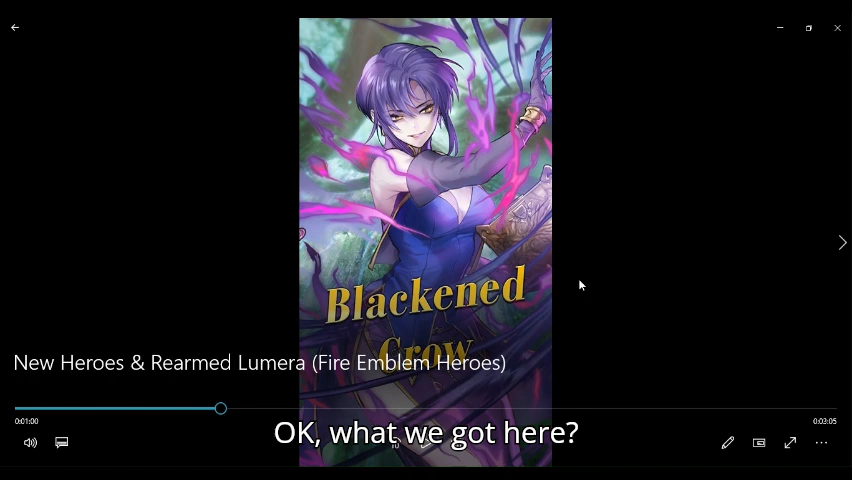 Blackened
Crow
New Heroes & Rearmed Lumera (Fire Emblem Heroes)
0:01:00
0:03:05
OK, what we got here?